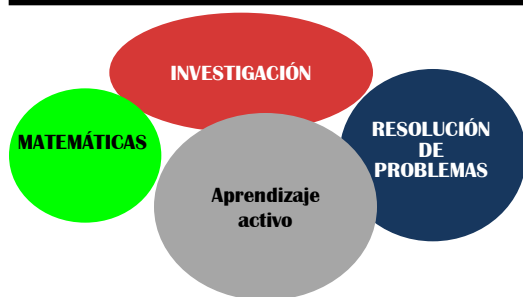 INVESTIGACIÓN
MATEMÁTICAS
RESOLUCIÓN
DE
PROBLEMAS
Aprendizaje
activo